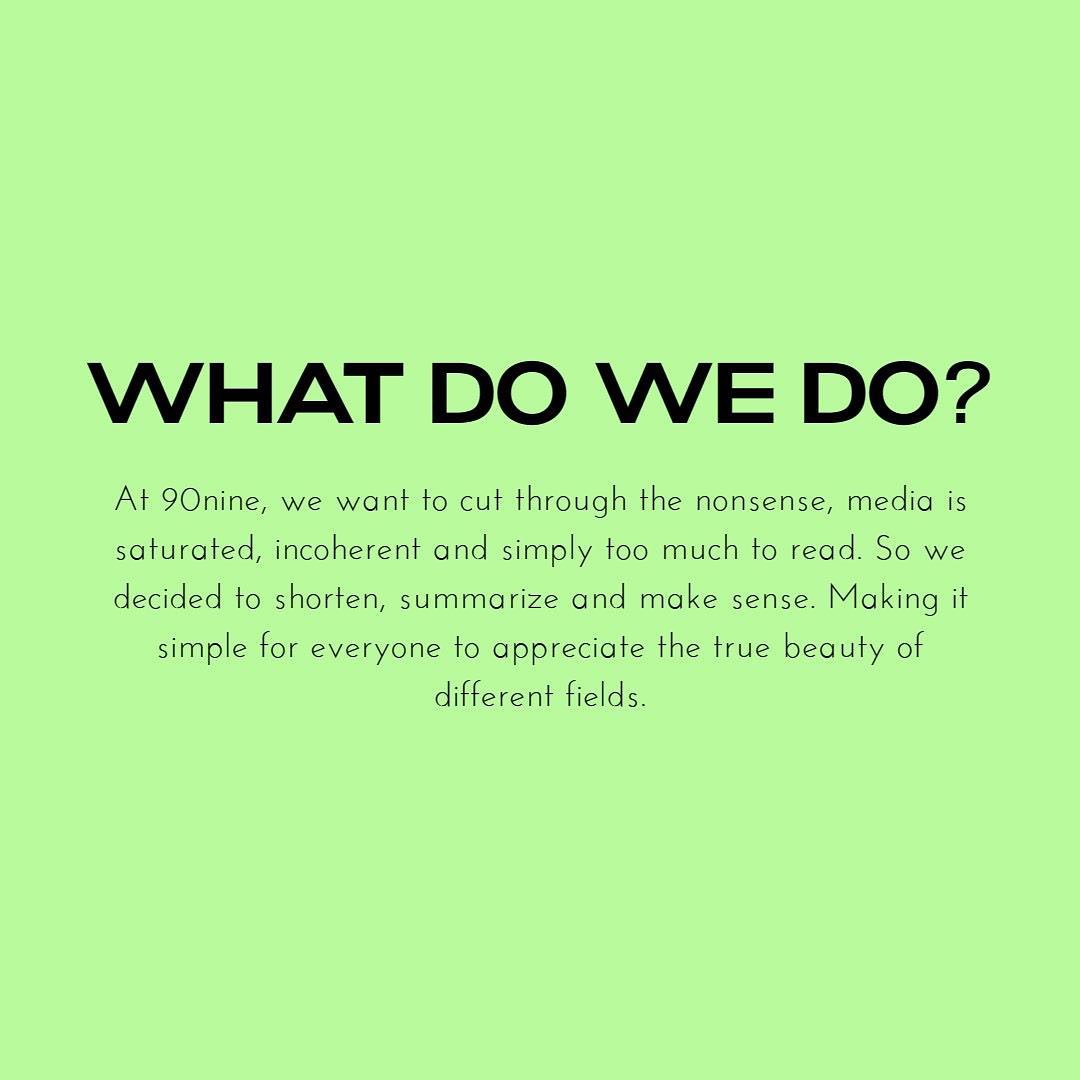 WHAT DO WE DO?
At 90nine, we want to cut through the nonsense, media is
saturated, incoherent and simply too much to read. So we
decided to shorten, summarize and make sense. Making it
simple for everyone to appreciate the true beauty of
different fields.